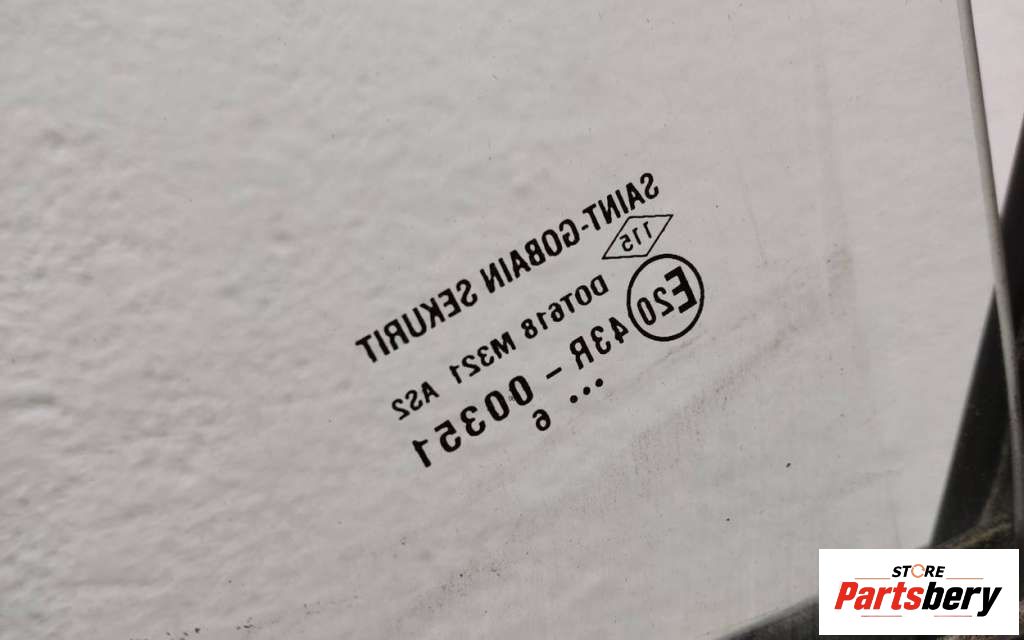 SAINT-GOBAIN SEKURIT
115
E20
DOT618 M321 AS2
43R - 00351
... 6
STORE
Partsbery